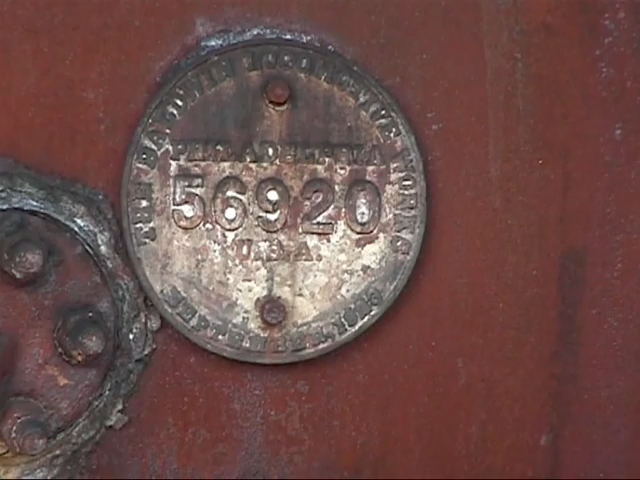 THE BALDWIN LOCOMOTIVE WORKS
PHILADELPHIA
56920
U.S.A.
SEPTEMBER,